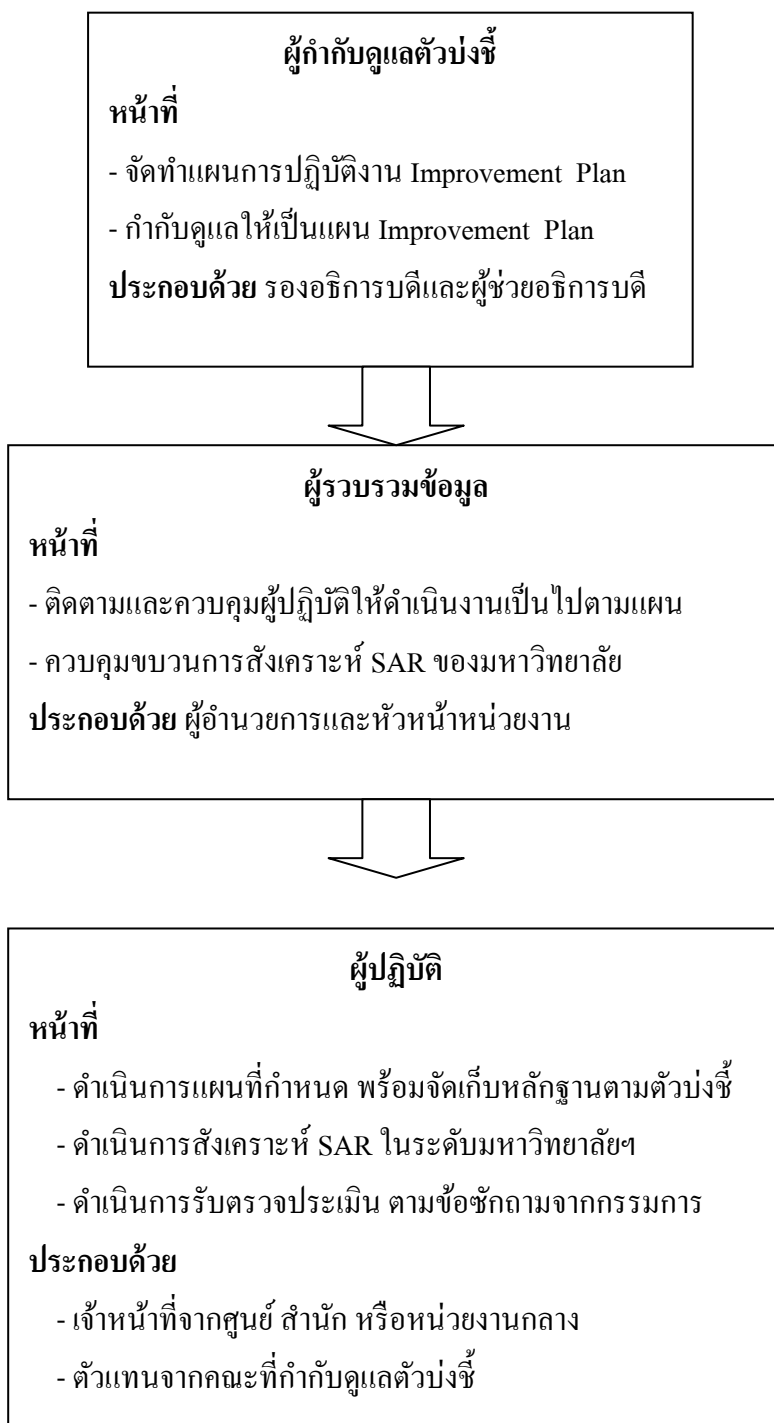 ผู้กำกับดูแลตัวบ่งชี้
หน้าที่
- จัดทำแผนการปฏิบัติงาน Improvement Plan
- กำกับดูแลให้เป็นแผน Improvement Plan
ประกอบด้วย รองอธิการบดีและผู้ช่วยอธิการบดี
ผู้รวบรวมข้อมูล
หน้าที่
- ติดตามและควบคุมผู้ปฏิบัติให้ดำเนินงานเป็นไปตามแผน
- ควบคุมขบวนการสังเคราะห์ SAR ของมหาวิทยาลัย
ประกอบด้วย ผู้อำนวยการและหัวหน้าหน่วยงาน
ผู้ปฏิบัติ
หน้าที่
- ดำเนินการแผนที่กำหนด พร้อมจัดเก็บหลักฐานตามตัวบ่งชี้
- ดำเนินการสังเคราะห์ SAR ในระดับมหาวิทยาลัยฯ
- ดำเนินการรับตรวจประเมิน ตามข้อซักถามจากกรรมการ
ประกอบด้วย
- เจ้าหน้าที่จากศูนย์ สำนัก หรือหน่วยงานกลาง
- ตัวแทนจากคณะที่กำกับดูแลตัวบ่งชี้